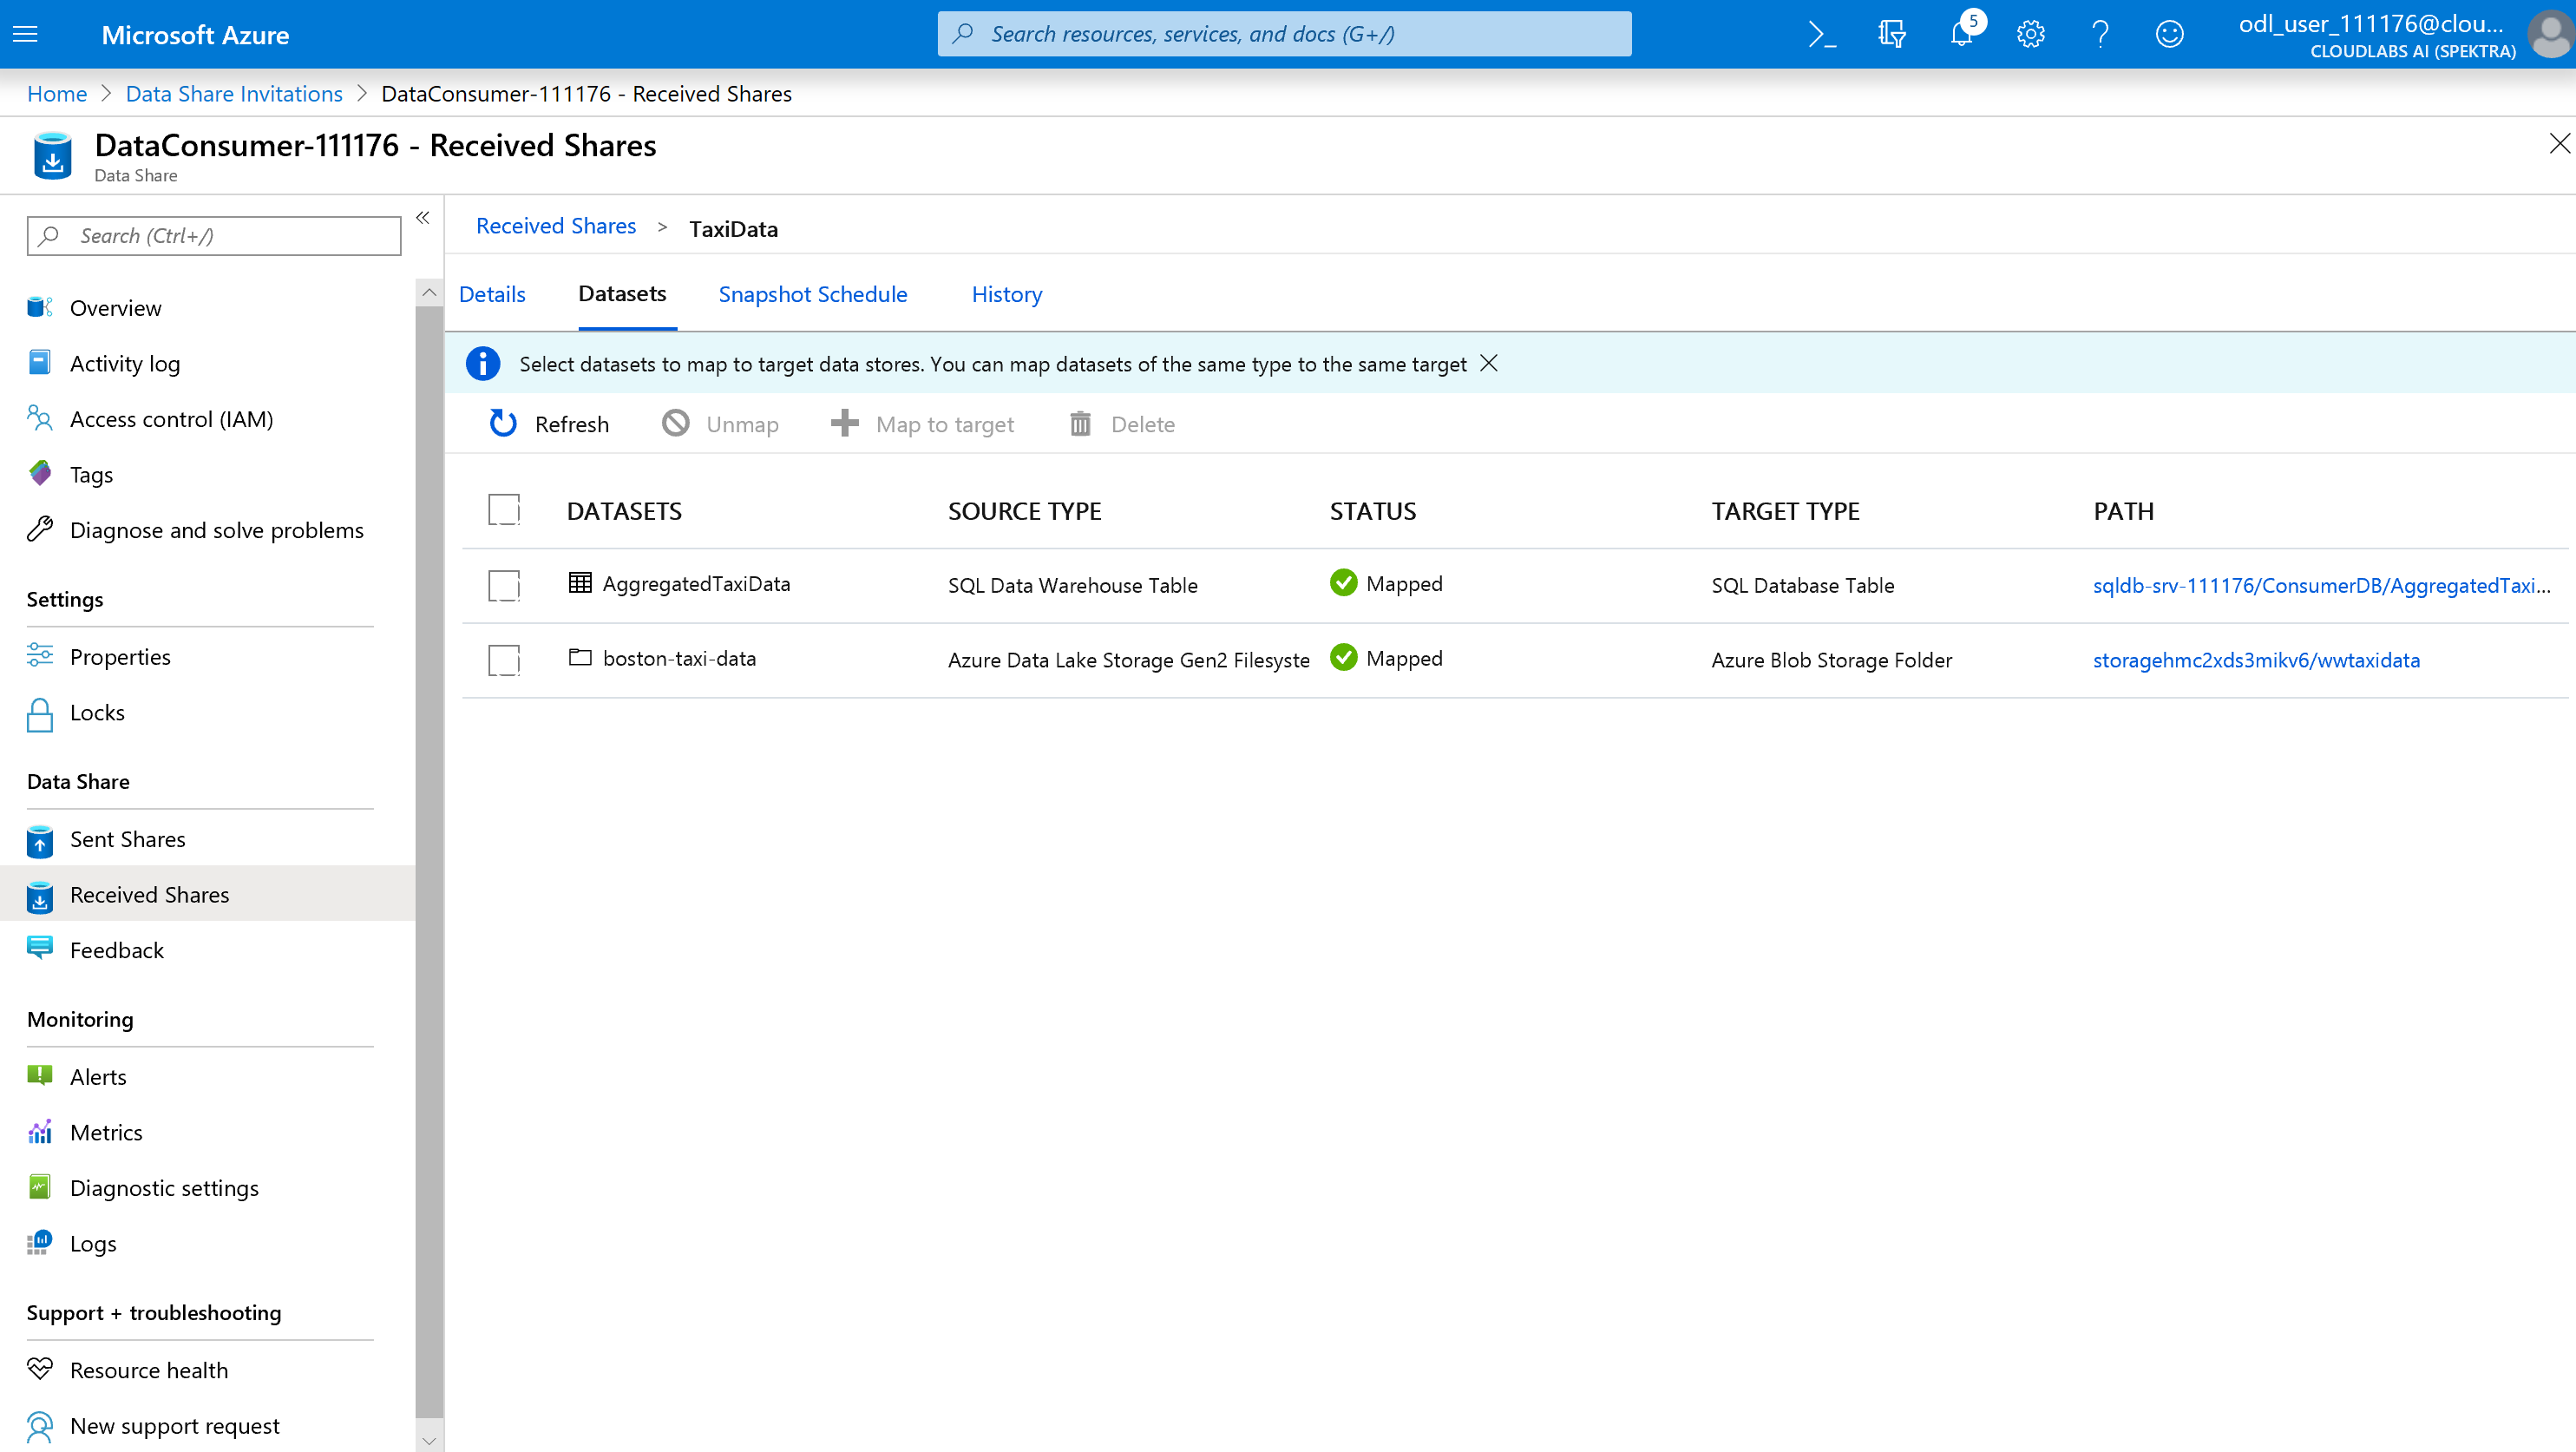 Microsoft Azure
Search resources, services, and docs (G+/)
5
odl_user_111176@clou...
CLOUDLABS AI (SPEKTRA)
Home > Data Share Invitations > DataConsumer-111176 - Received Shares
DataConsumer-111176 - Received Shares
Data Share
Search (Ctrl+/)
«
Overview
Activity log
Access control (IAM)
Tags
Diagnose and solve problems
Settings
Properties
Locks
Data Share
Sent Shares
Received Shares
Feedback
Monitoring
Alerts
Metrics
Diagnostic settings
Logs
Support + troubleshooting
Resource health
New support request
Received Shares > TaxiData
Details Datasets Snapshot Schedule History
Select datasets to map to target data stores. You can map datasets of the same type to the same target
Refresh Unmap Map to target Delete
DATASETS SOURCE TYPE STATUS TARGET TYPE PATH
AggregatedTaxiData SQL Data Warehouse Table Mapped SQL Database Table sqldb-srv-111176/ConsumerDB/AggregatedTaxi...
boston-taxi-data Azure Data Lake Storage Gen2 Filesyste Mapped Azure Blob Storage Folder storagehmc2xds3mikv6/wwtaxidata